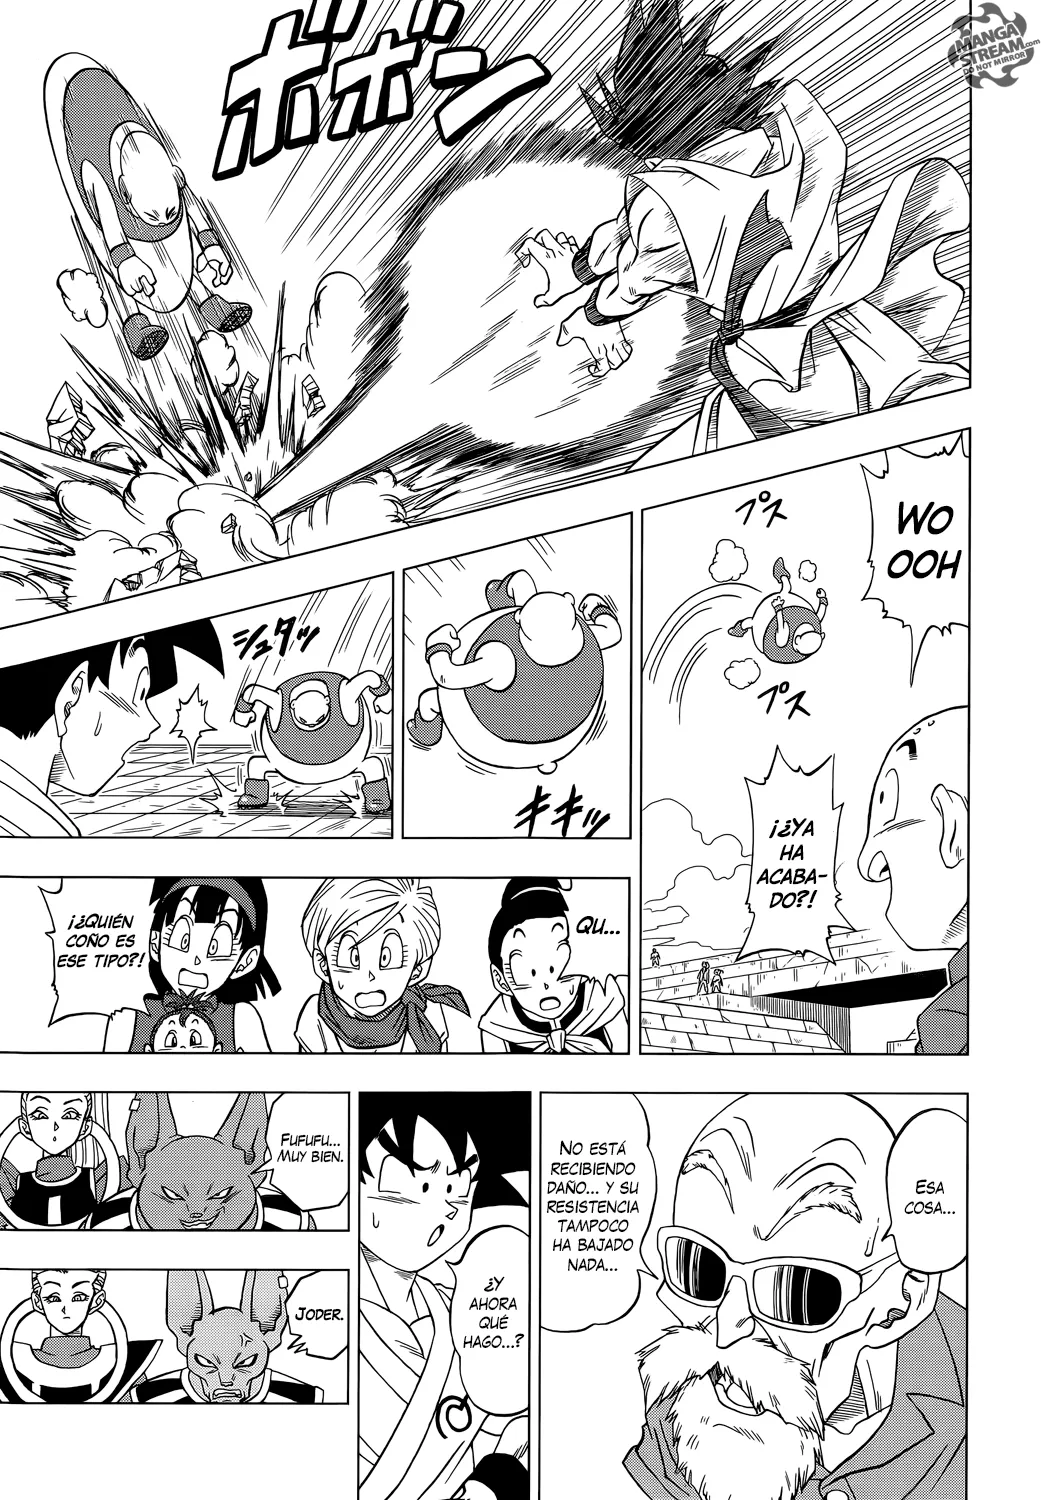 MANGA
STREAM.com
DO NOT MIRROR
ボボボン
WO
OOH
プス
プス
¡¿YA
HA
ACABA-
DO?!
キキッ
シュタッ
QU...
¡¿QUIÉN
COÑO ES
ESE TIPO?!
ESA
COSA...
NO ESTÁ
RECIBIENDO
DAÑO... Y SU
RESISTENCIA
TAMPOCO
HA BAJADO
NADA...
¿Y
AHORA
QUÉ
HAGO...?
FUFUFU...
MUY BIEN.
JODER.